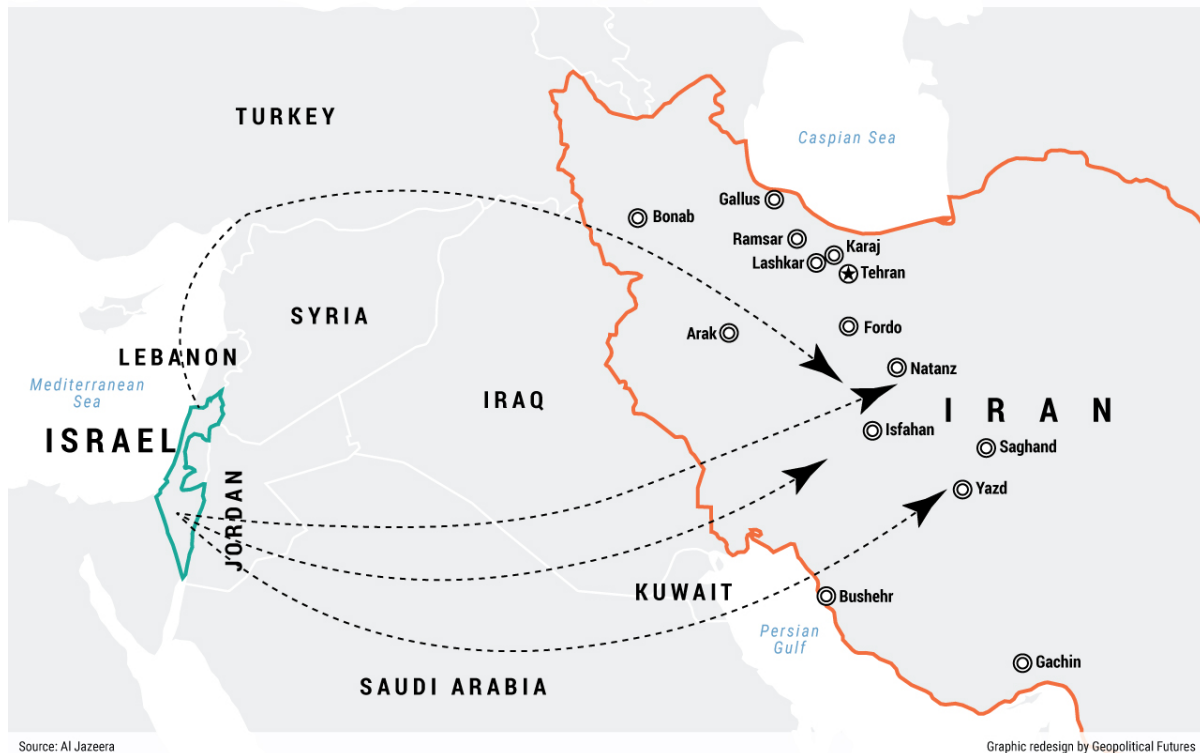 TURKEY
Caspian Sea
Gallus
Bonab
Ramsar
Karaj
Lashkar
Tehran
SYRIA
Fordo
Arak
LEBANON
Natanz
Mediterranean
Sea
IRAQ
IRAN
ISRAEL
Isfahan
Saghand
JORDAN
Yazd
KUWAIT
Bushehr
Persian
Gulf
Gachin
SAUDI ARABIA
Source: Al Jazeera
Graphic redesign by Geopolitical Futures